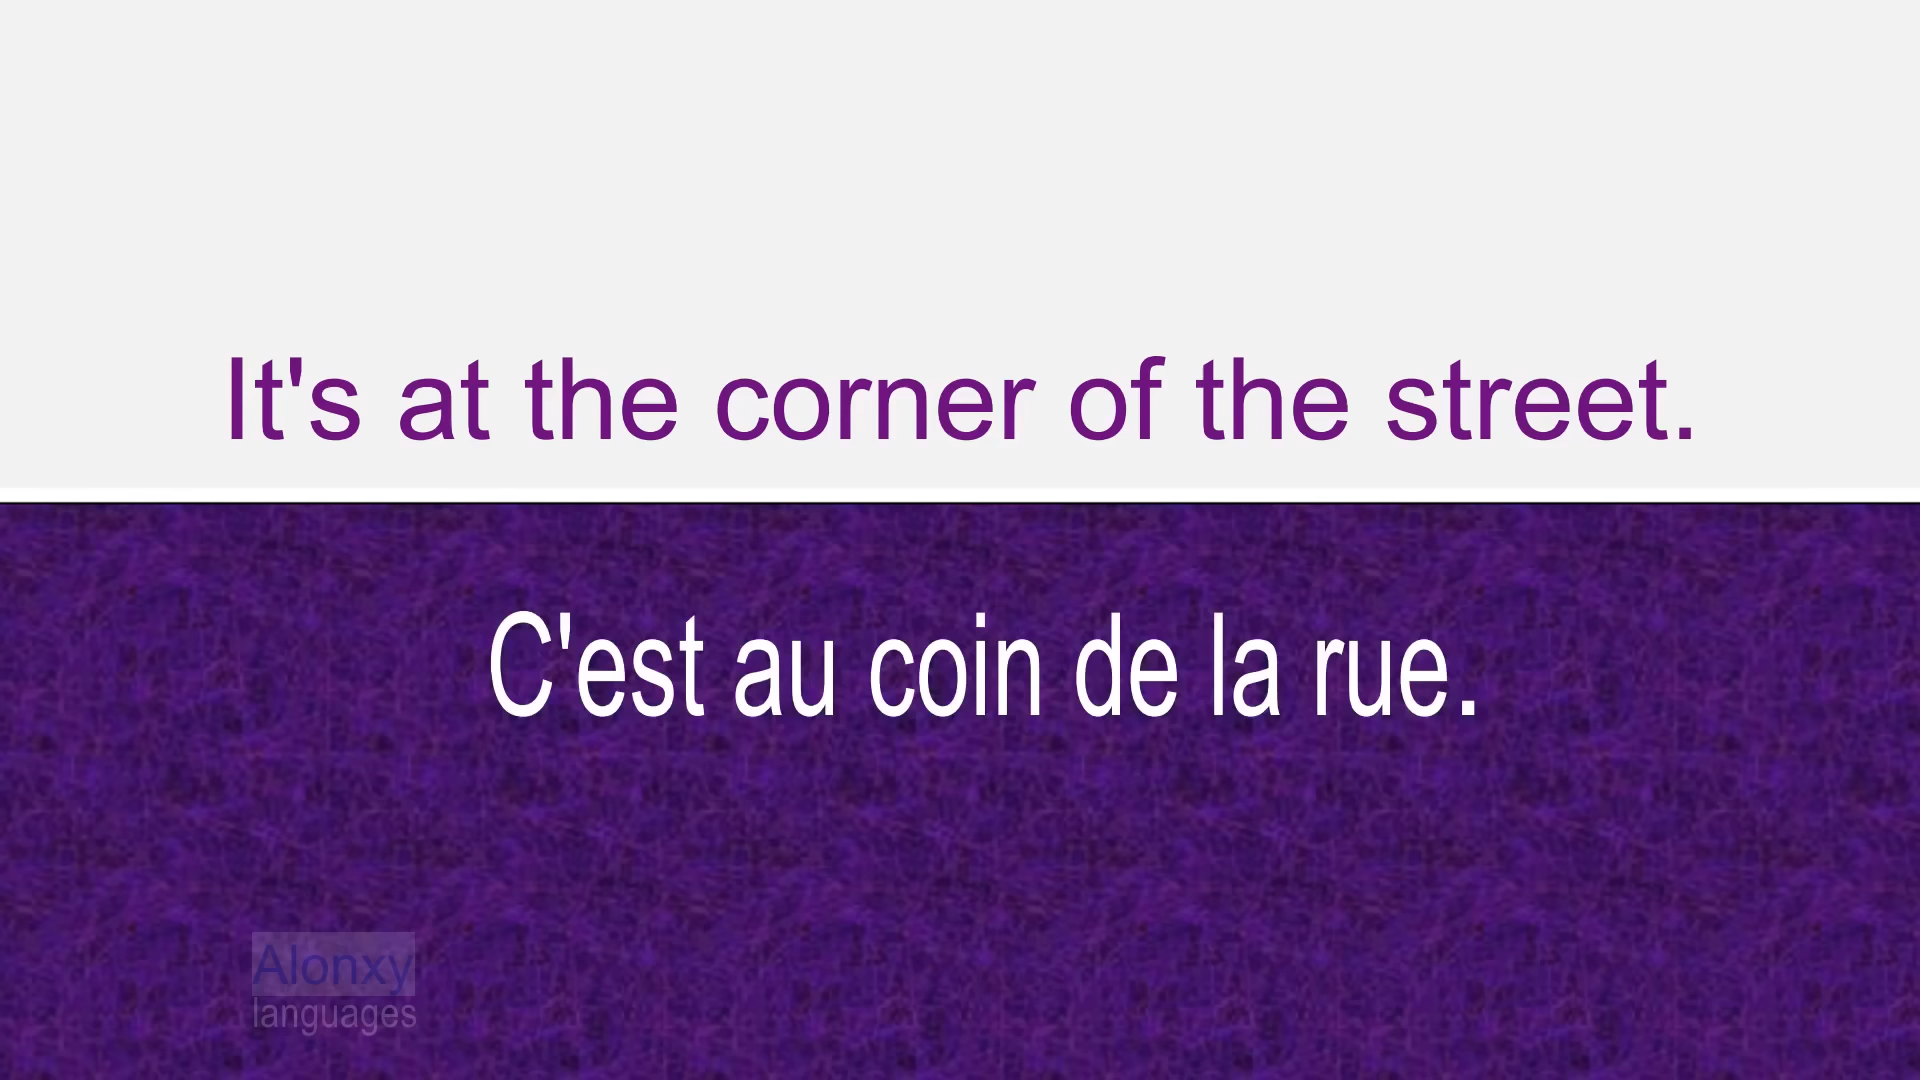 It's at the corner of the street.
C'est au coin de la rue.
Alonxy
languages